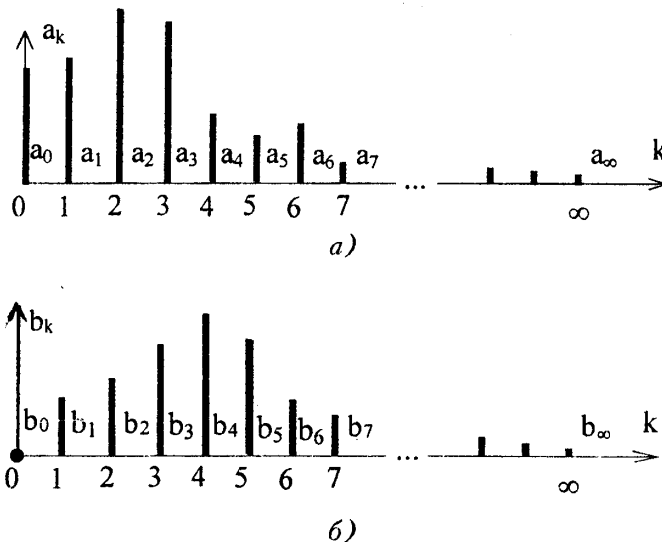 a_k
a_0 a_1 a_2 a_3 a_4 a_5 a_6 a_7 a_∞ k
0 1 2 3 4 5 6 7 ... ∞
а)
b_k
b_0 b_1 b_2 b_3 b_4 b_5 b_6 b_7 b_∞ k
0 1 2 3 4 5 6 7 ... ∞
б)